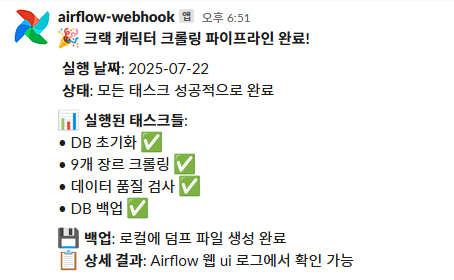 airflow-webhook 앱 오후 6:51
🎉 크랙 캐릭터 크롤링 파이프라인 완료!
실행 날짜: 2025-07-22
상태: 모든 태스크 성공적으로 완료
📊 실행된 태스크들:
• DB 초기화 ✅
• 9개 장르 크롤링 ✅
• 데이터 품질 검사 ✅
• DB 백업 ✅
💾 백업: 로컬에 덤프 파일 생성 완료
📋 상세 결과: Airflow 웹 ui 로그에서 확인 가능